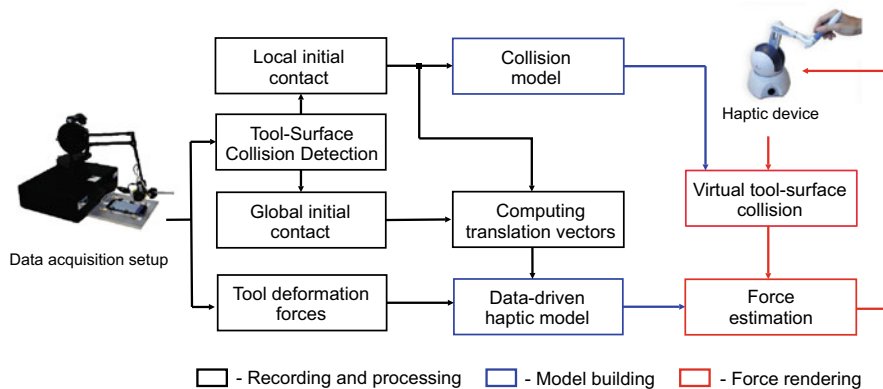 Local initial
contact
Collision
model
Haptic device
Tool-Surface
Collision Detection
Virtual tool-surface
collision
Global initial
contact
Computing
translation vectors
Data acquisition setup
Tool deformation
forces
Data-driven
haptic model
Force
estimation
- Recording and processing
- Model building
- Force rendering